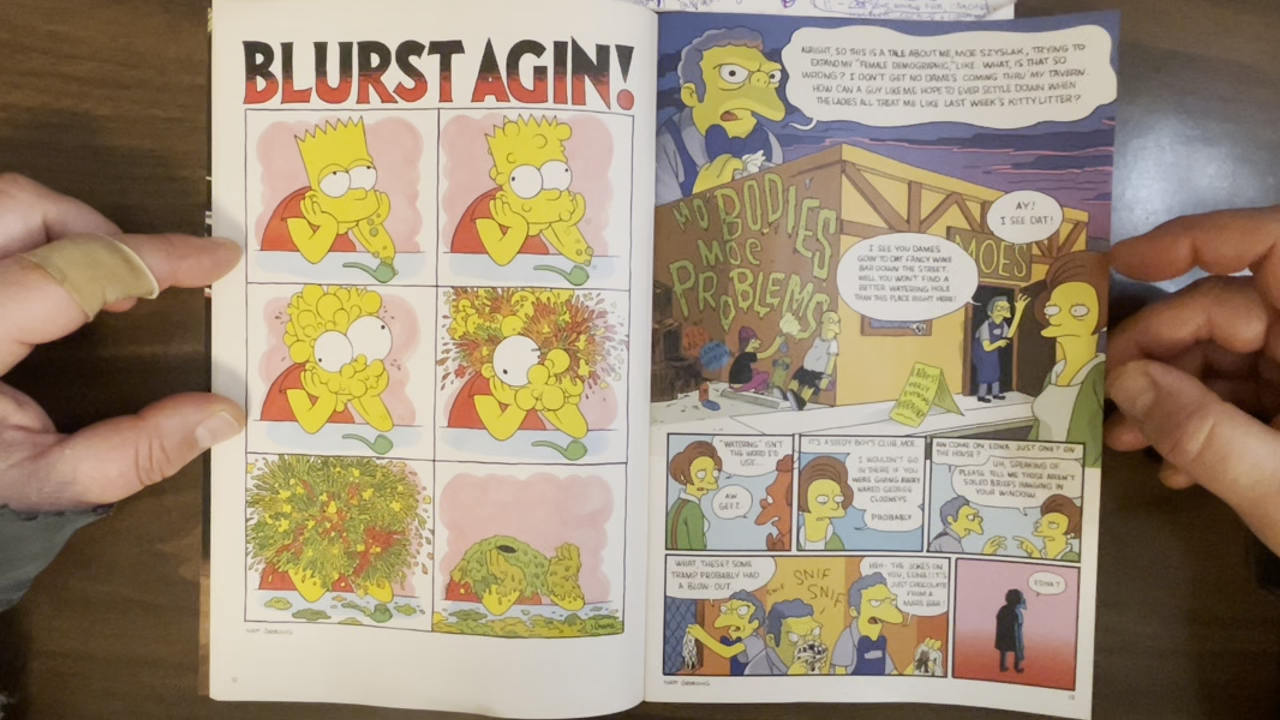 BLURST AGIN!
MATT GROENING
ALRIGHT, SO THIS IS A TALE ABOUT ME, MOE SZYSLAK, TRYING TO
EXPAND MY "FEMALE DEMOGRAPHIC," LIKE. WHAT, IS THAT SO
WRONG? I DON'T GET NO DAMES COMING THRU MY TAVERN.
HOW CAN A GUY LIKE ME HOPE TO EVER SETTLE DOWN WHEN
THE LADIES ALL TREAT ME LIKE LAST WEEK'S KITTY LITTER?
MO' BODIES
MOE
PROBLEMS
AY!
I SEE DAT!
MOES
I SEE YOU DAMES
GOIN' TO DAT FANCY WINE
BAR DOWN THE STREET.
WELL, YOU WON'T FIND A
BETTER WATERING HOLE
THAN THIS PLACE RIGHT HERE!
"WATERING" ISN'T
THE WORD I'D
USE...
AW
GEEZ.
IT'S A SEEDY BOY'S CLUB, MOE.
I WOULDN'T GO
IN THERE IF YOU
WERE GIVING AWAY
NAKED GEORGE
CLOONEYS.
PROBABLY
AW COME ON, EDNA. JUST ONE? ON
THE HOUSE?
UH, SPEAKING OF,
PLEASE TELL ME THOSE AREN'T
SOILED BRIEFS HANGING IN
YOUR WINDOW.
WHAT, THESE? SOME
TRAMP PROBABLY HAD
A BLOW-OUT.
SNIF
SNIF
SNIF
HEH- THE JOKES ON
YOU, EDNA! IT'S
JUST CHOCOLATE
FROM A
MARS BAR!
EDNA?
MATT GROENING